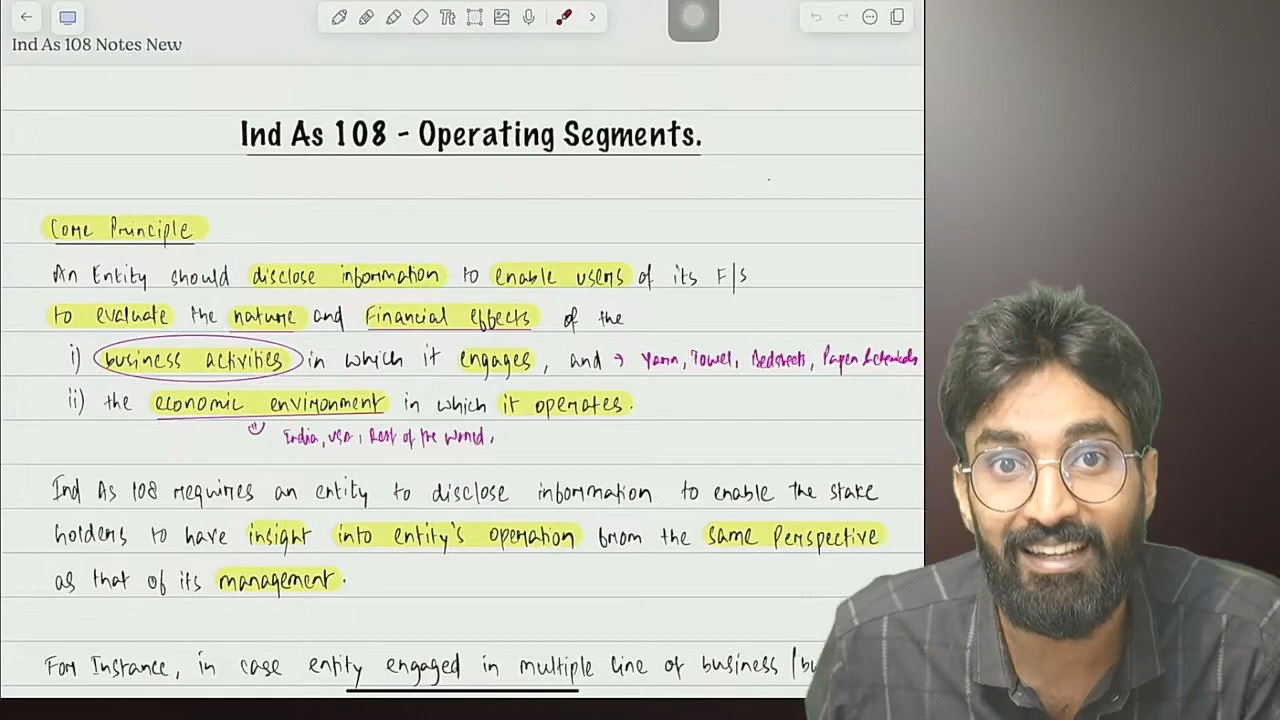 Ind As 108 Notes New
Ind As 108 - Operating Segments.
Core Principle
An Entity should disclose information to enable users of its F/s
to evaluate the nature and Financial effects of the
i) business activities in which it engages, and → Yarn, Towel, Bedsheets, Paper & chemicals
ii) the economic environment in which it operates.
India, USA, Rest of the World,
Ind As 108 requires an entity to disclose information to enable the stake
holders to have insight into entity's operation from the same Perspective
as that of its management.
For Instance, in case entity engaged in multiple line of business /bu